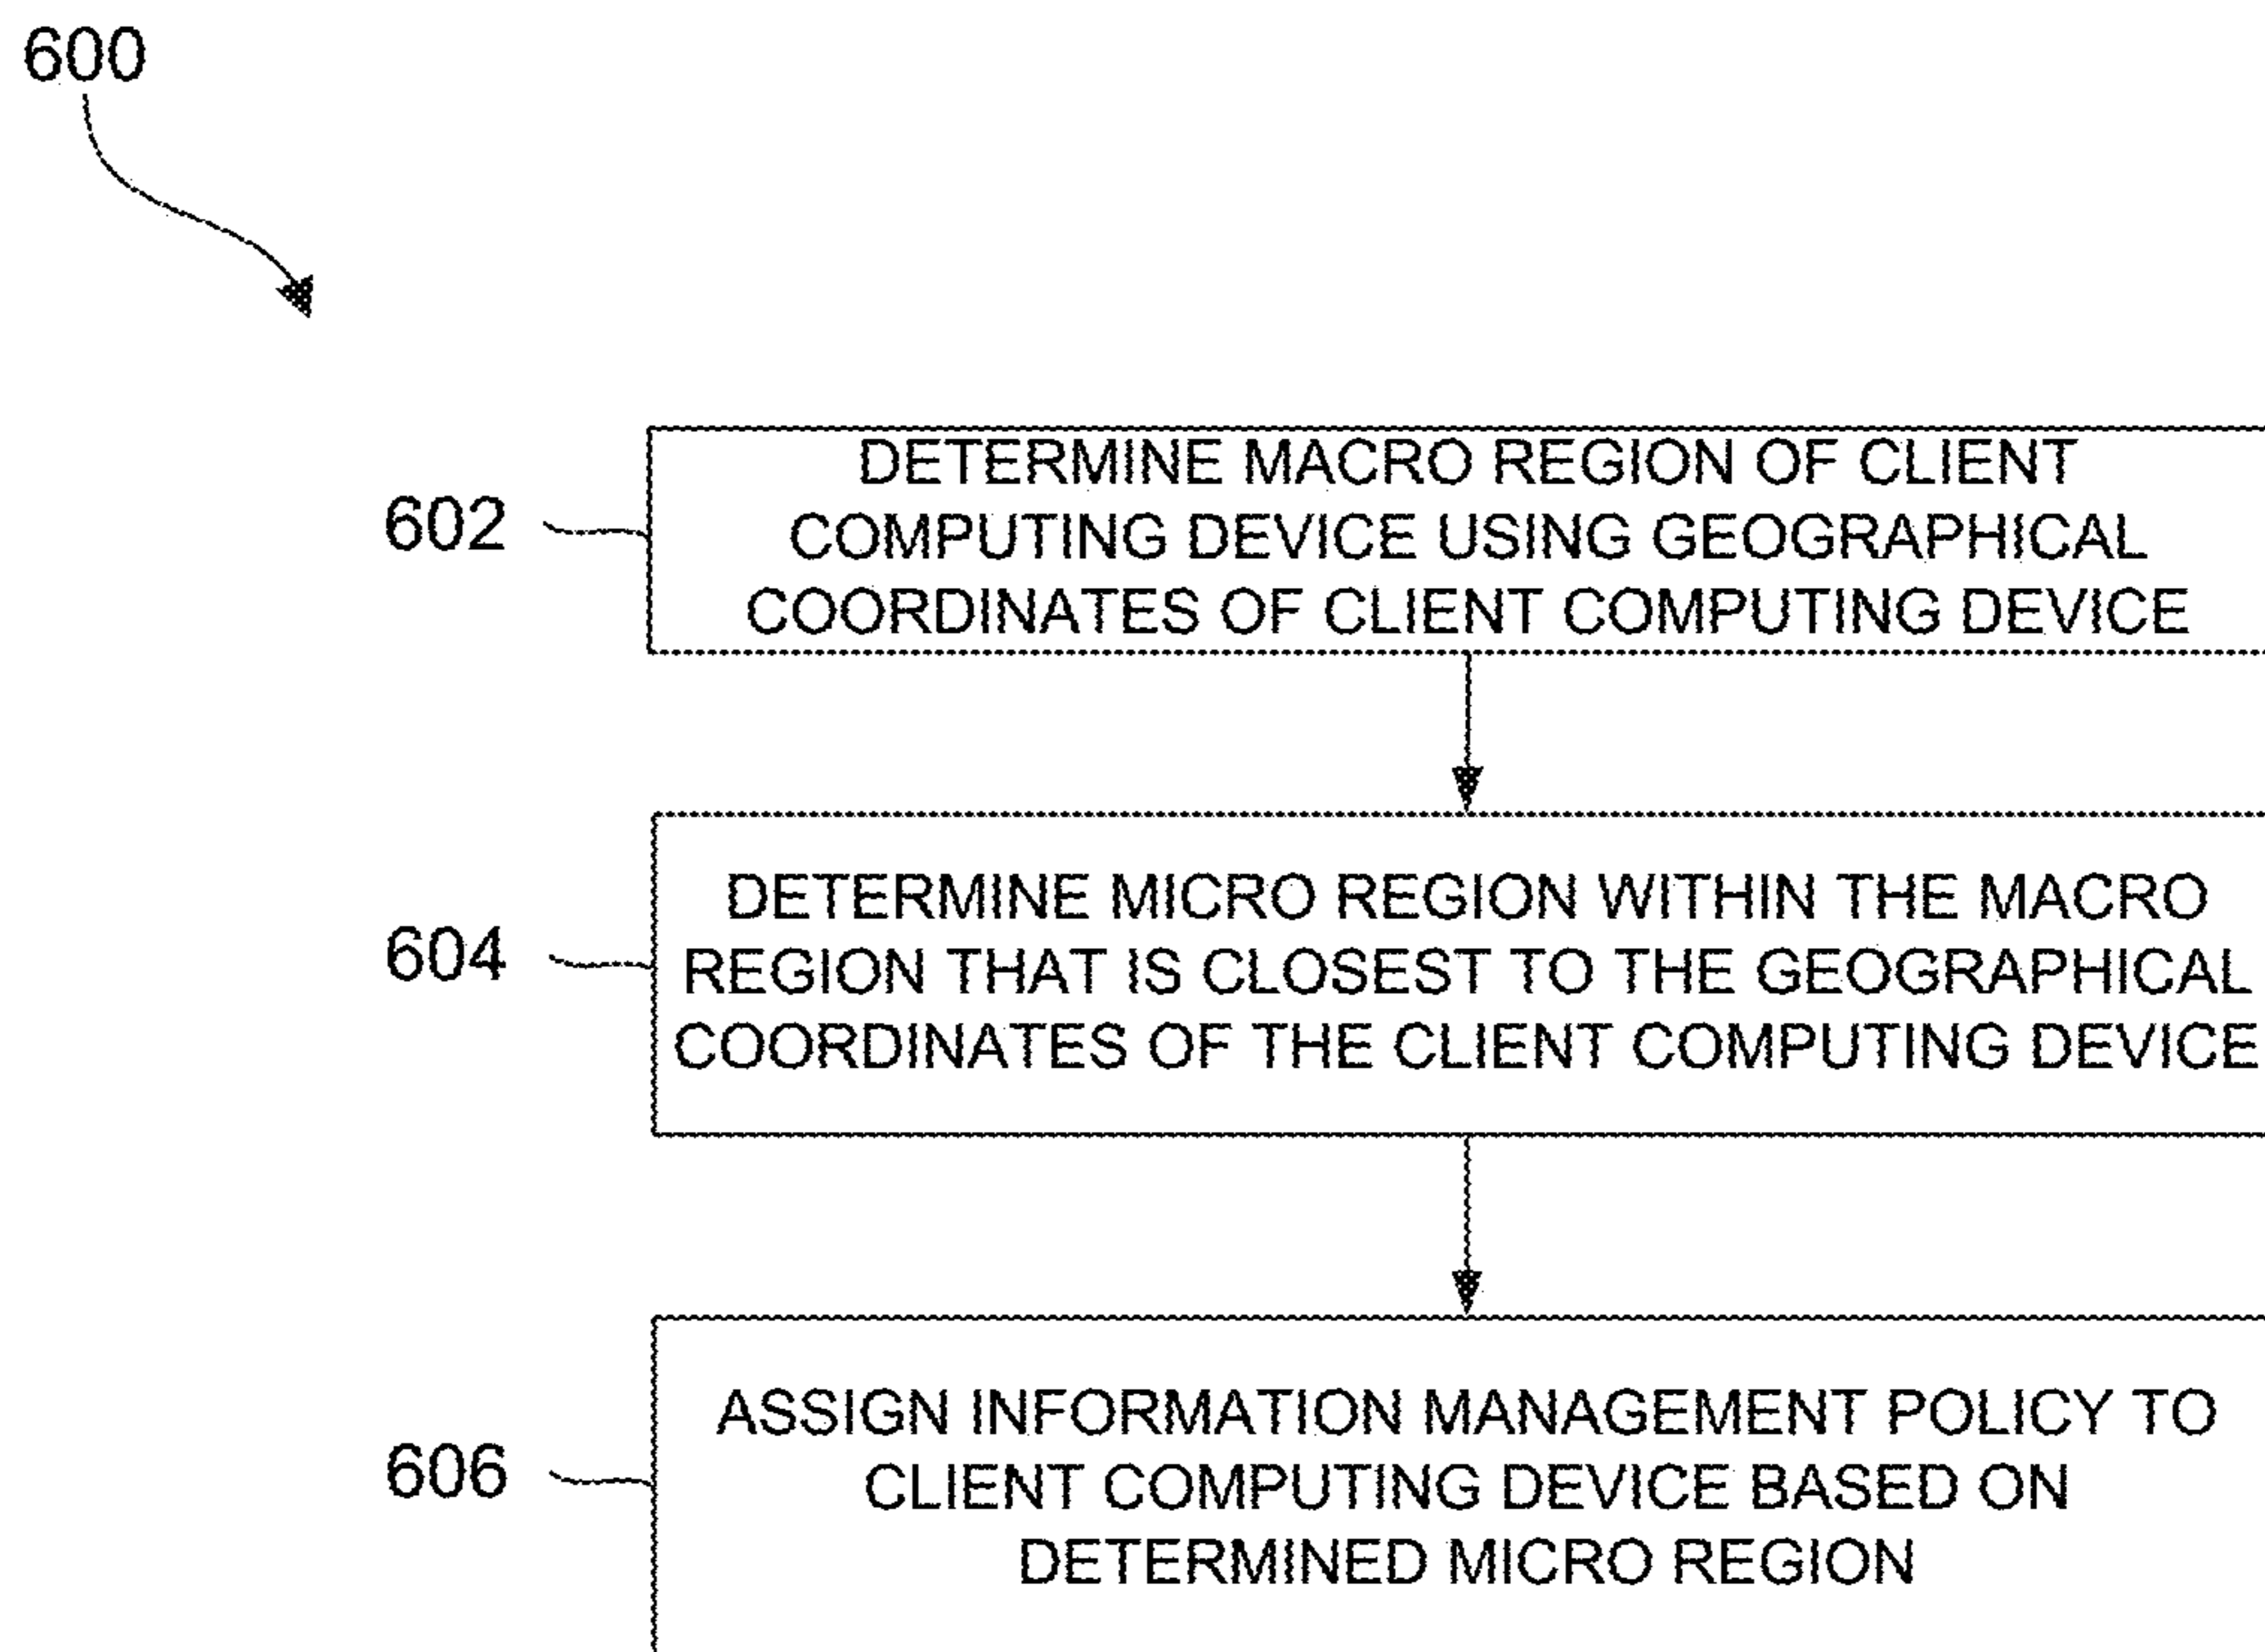 600
602
DETERMINE MACRO REGION OF CLIENT
COMPUTING DEVICE USING GEOGRAPHICAL
COORDINATES OF CLIENT COMPUTING DEVICE
604
DETERMINE MICRO REGION WITHIN THE MACRO
REGION THAT IS CLOSEST TO THE GEOGRAPHICAL
COORDINATES OF THE CLIENT COMPUTING DEVICE
606
ASSIGN INFORMATION MANAGEMENT POLICY TO
CLIENT COMPUTING DEVICE BASED ON
DETERMINED MICRO REGION